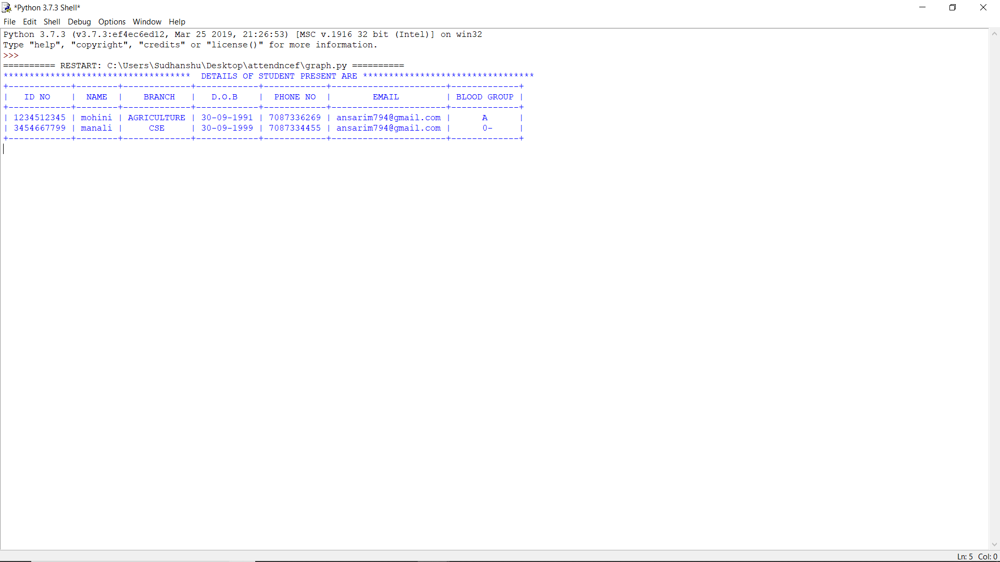 *Python 3.7.3 Shell*
File Edit Shell Debug Options Window Help
Python 3.7.3 (v3.7.3:ef4ec6ed12, Mar 25 2019, 21:26:53) [MSC v.1916 32 bit (Intel)] on win32
Type "help", "copyright", "credits" or "license()" for more information.
>>>
========== RESTART: C:\Users\Sudhanshu\Desktop\attendncef\graph.py ==========
************************************  DETAILS OF STUDENT PRESENT ARE *********************************
+------------+--------+-------------+------------+------------+----------------------+-------------+
|   ID NO    |  NAME  |    BRANCH   |   D.O.B    |  PHONE NO  |        EMAIL         | BLOOD GROUP |
+------------+--------+-------------+------------+------------+----------------------+-------------+
| 1234512345 | mohini | AGRICULTURE | 30-09-1991 | 7087336269 | ansarim794@gmail.com |      A      |
| 3454667799 | manali |     CSE     | 30-09-1999 | 7087334455 | ansarim794@gmail.com |      0-     |
+------------+--------+-------------+------------+------------+----------------------+-------------+
Ln: 5 Col: 0